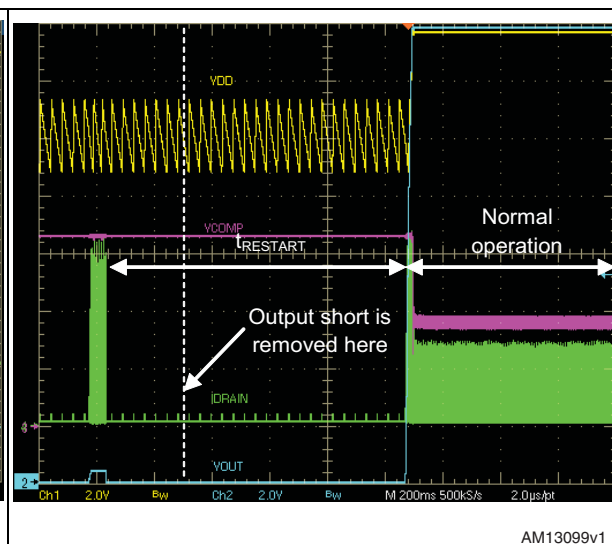 VDD
VCOMP
tRESTART
Normal
operation
Output short is
removed here
IDRAIN
VOUT
4
2
Ch1 2.0V Bw Ch2 2.0V Bw M 200ms 500kS/s 2.0µs/pt
AM13099v1